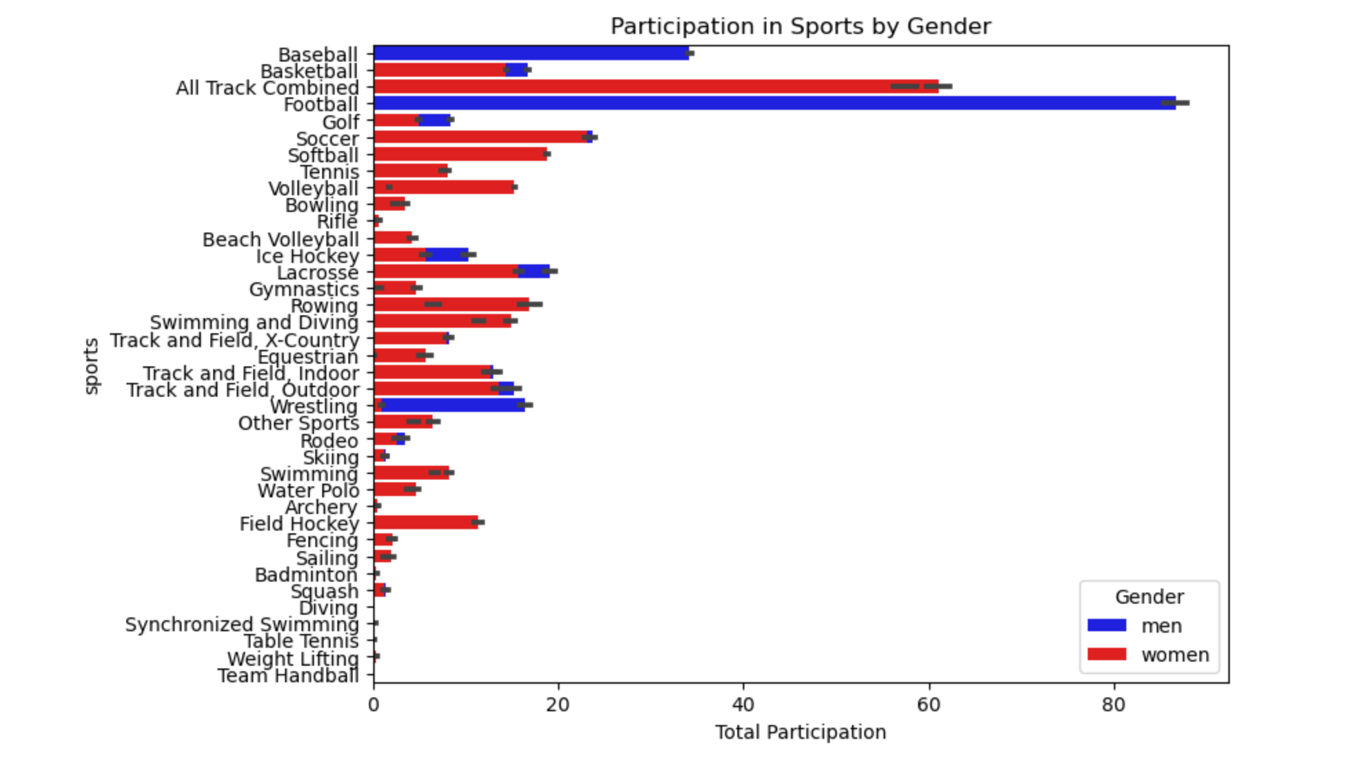 Participation in Sports by Gender
Baseball
Basketball
All Track Combined
Football
Golf
Soccer
Softball
Tennis
Volleyball
Bowling
Rifle
Beach Volleyball
Ice Hockey
Lacrosse
Gymnastics
Rowing
Swimming and Diving
Track and Field, X-Country
Equestrian
Track and Field, Indoor
Track and Field, Outdoor
Wrestling
Other Sports
Rodeo
Skiing
Swimming
Water Polo
Archery
Field Hockey
Fencing
Sailing
Badminton
Squash
Diving
Synchronized Swimming
Table Tennis
Weight Lifting
Team Handball
sports
Gender
men
women
0 20 40 60 80
Total Participation